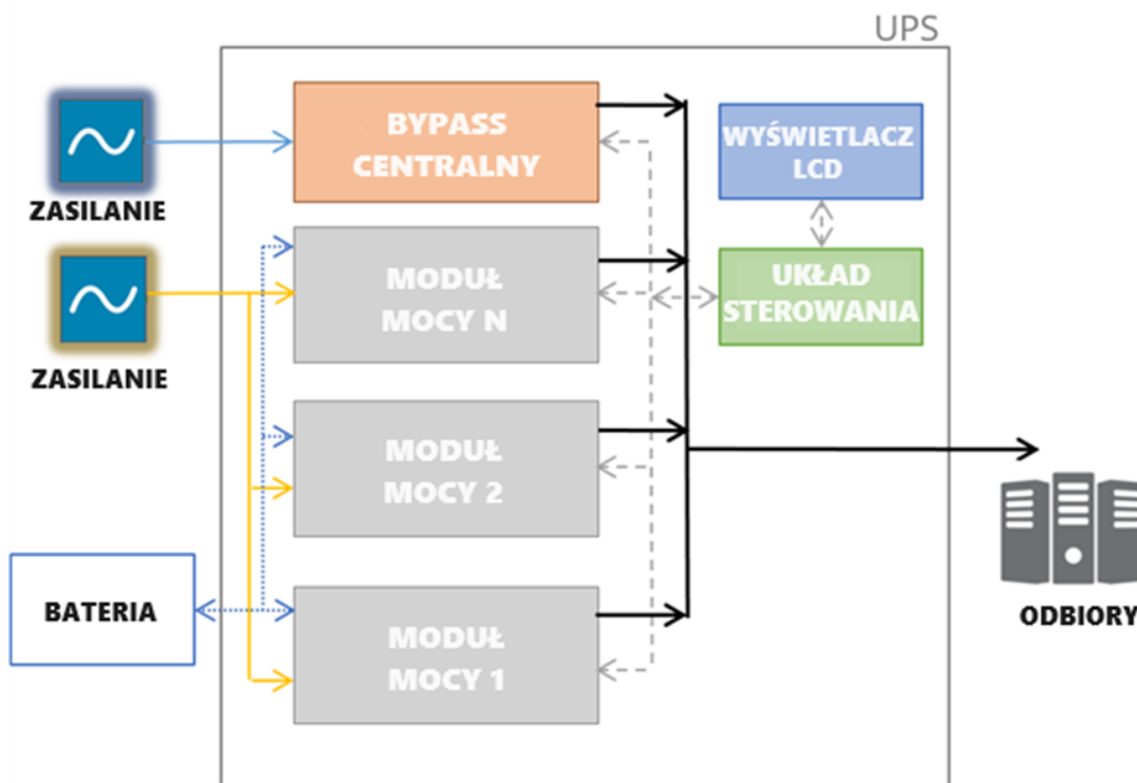 UPS
BYPASS
CENTRALNY
WYŚWIETLACZ
LCD
ZASILANIE
MODUŁ
MOCY N
UKŁAD
STEROWANIA
ZASILANIE
MODUŁ
MOCY 2
BATERIA
MODUŁ
MOCY 1
ODBIORY